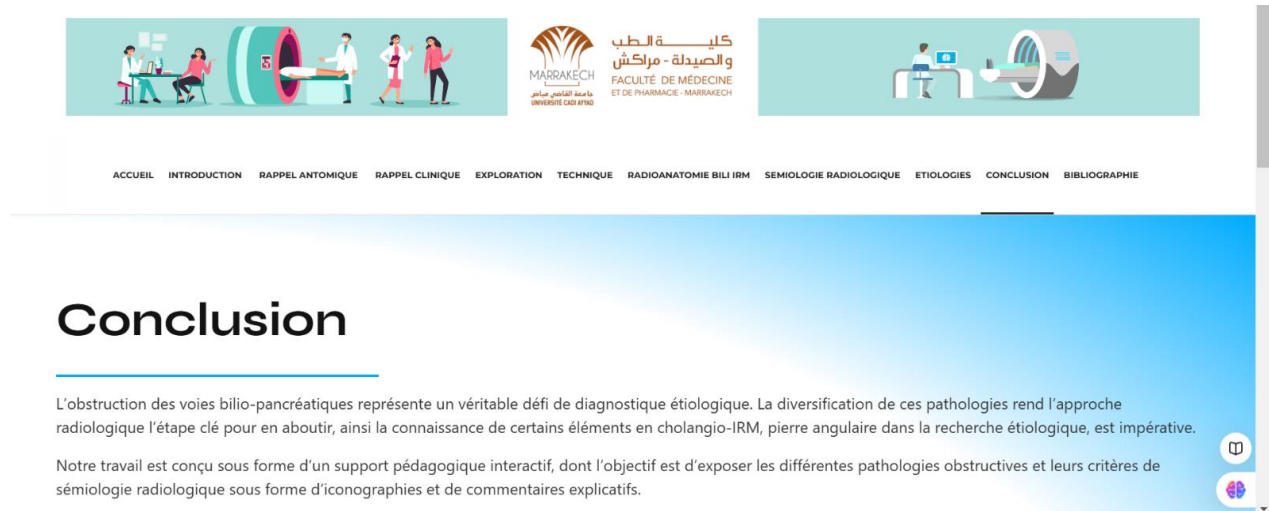 MARRAKECH
جامعة القاضي عياض
UNIVERSITÉ CADI AYYAD
كليـــــة الـطب
و الصيدلة - مراكش
FACULTÉ DE MÉDECINE
ET DE PHARMACIE - MARRAKECH
ACCUEIL INTRODUCTION RAPPEL ANTOMIQUE RAPPEL CLINIQUE EXPLORATION TECHNIQUE RADIOANATOMIE BILI IRM SEMIOLOGIE RADIOLOGIQUE ETIOLOGIES CONCLUSION BIBLIOGRAPHIE
Conclusion
L'obstruction des voies bilio-pancréatiques représente un véritable défi de diagnostique étiologique. La diversification de ces pathologies rend l'approche
radiologique l'étape clé pour en aboutir, ainsi la connaissance de certains éléments en cholangio-IRM, pierre angulaire dans la recherche étiologique, est impérative.
Notre travail est conçu sous forme d'un support pédagogique interactif, dont l'objectif est d'exposer les différentes pathologies obstructives et leurs critères de
sémiologie radiologique sous forme d'iconographies et de commentaires explicatifs.